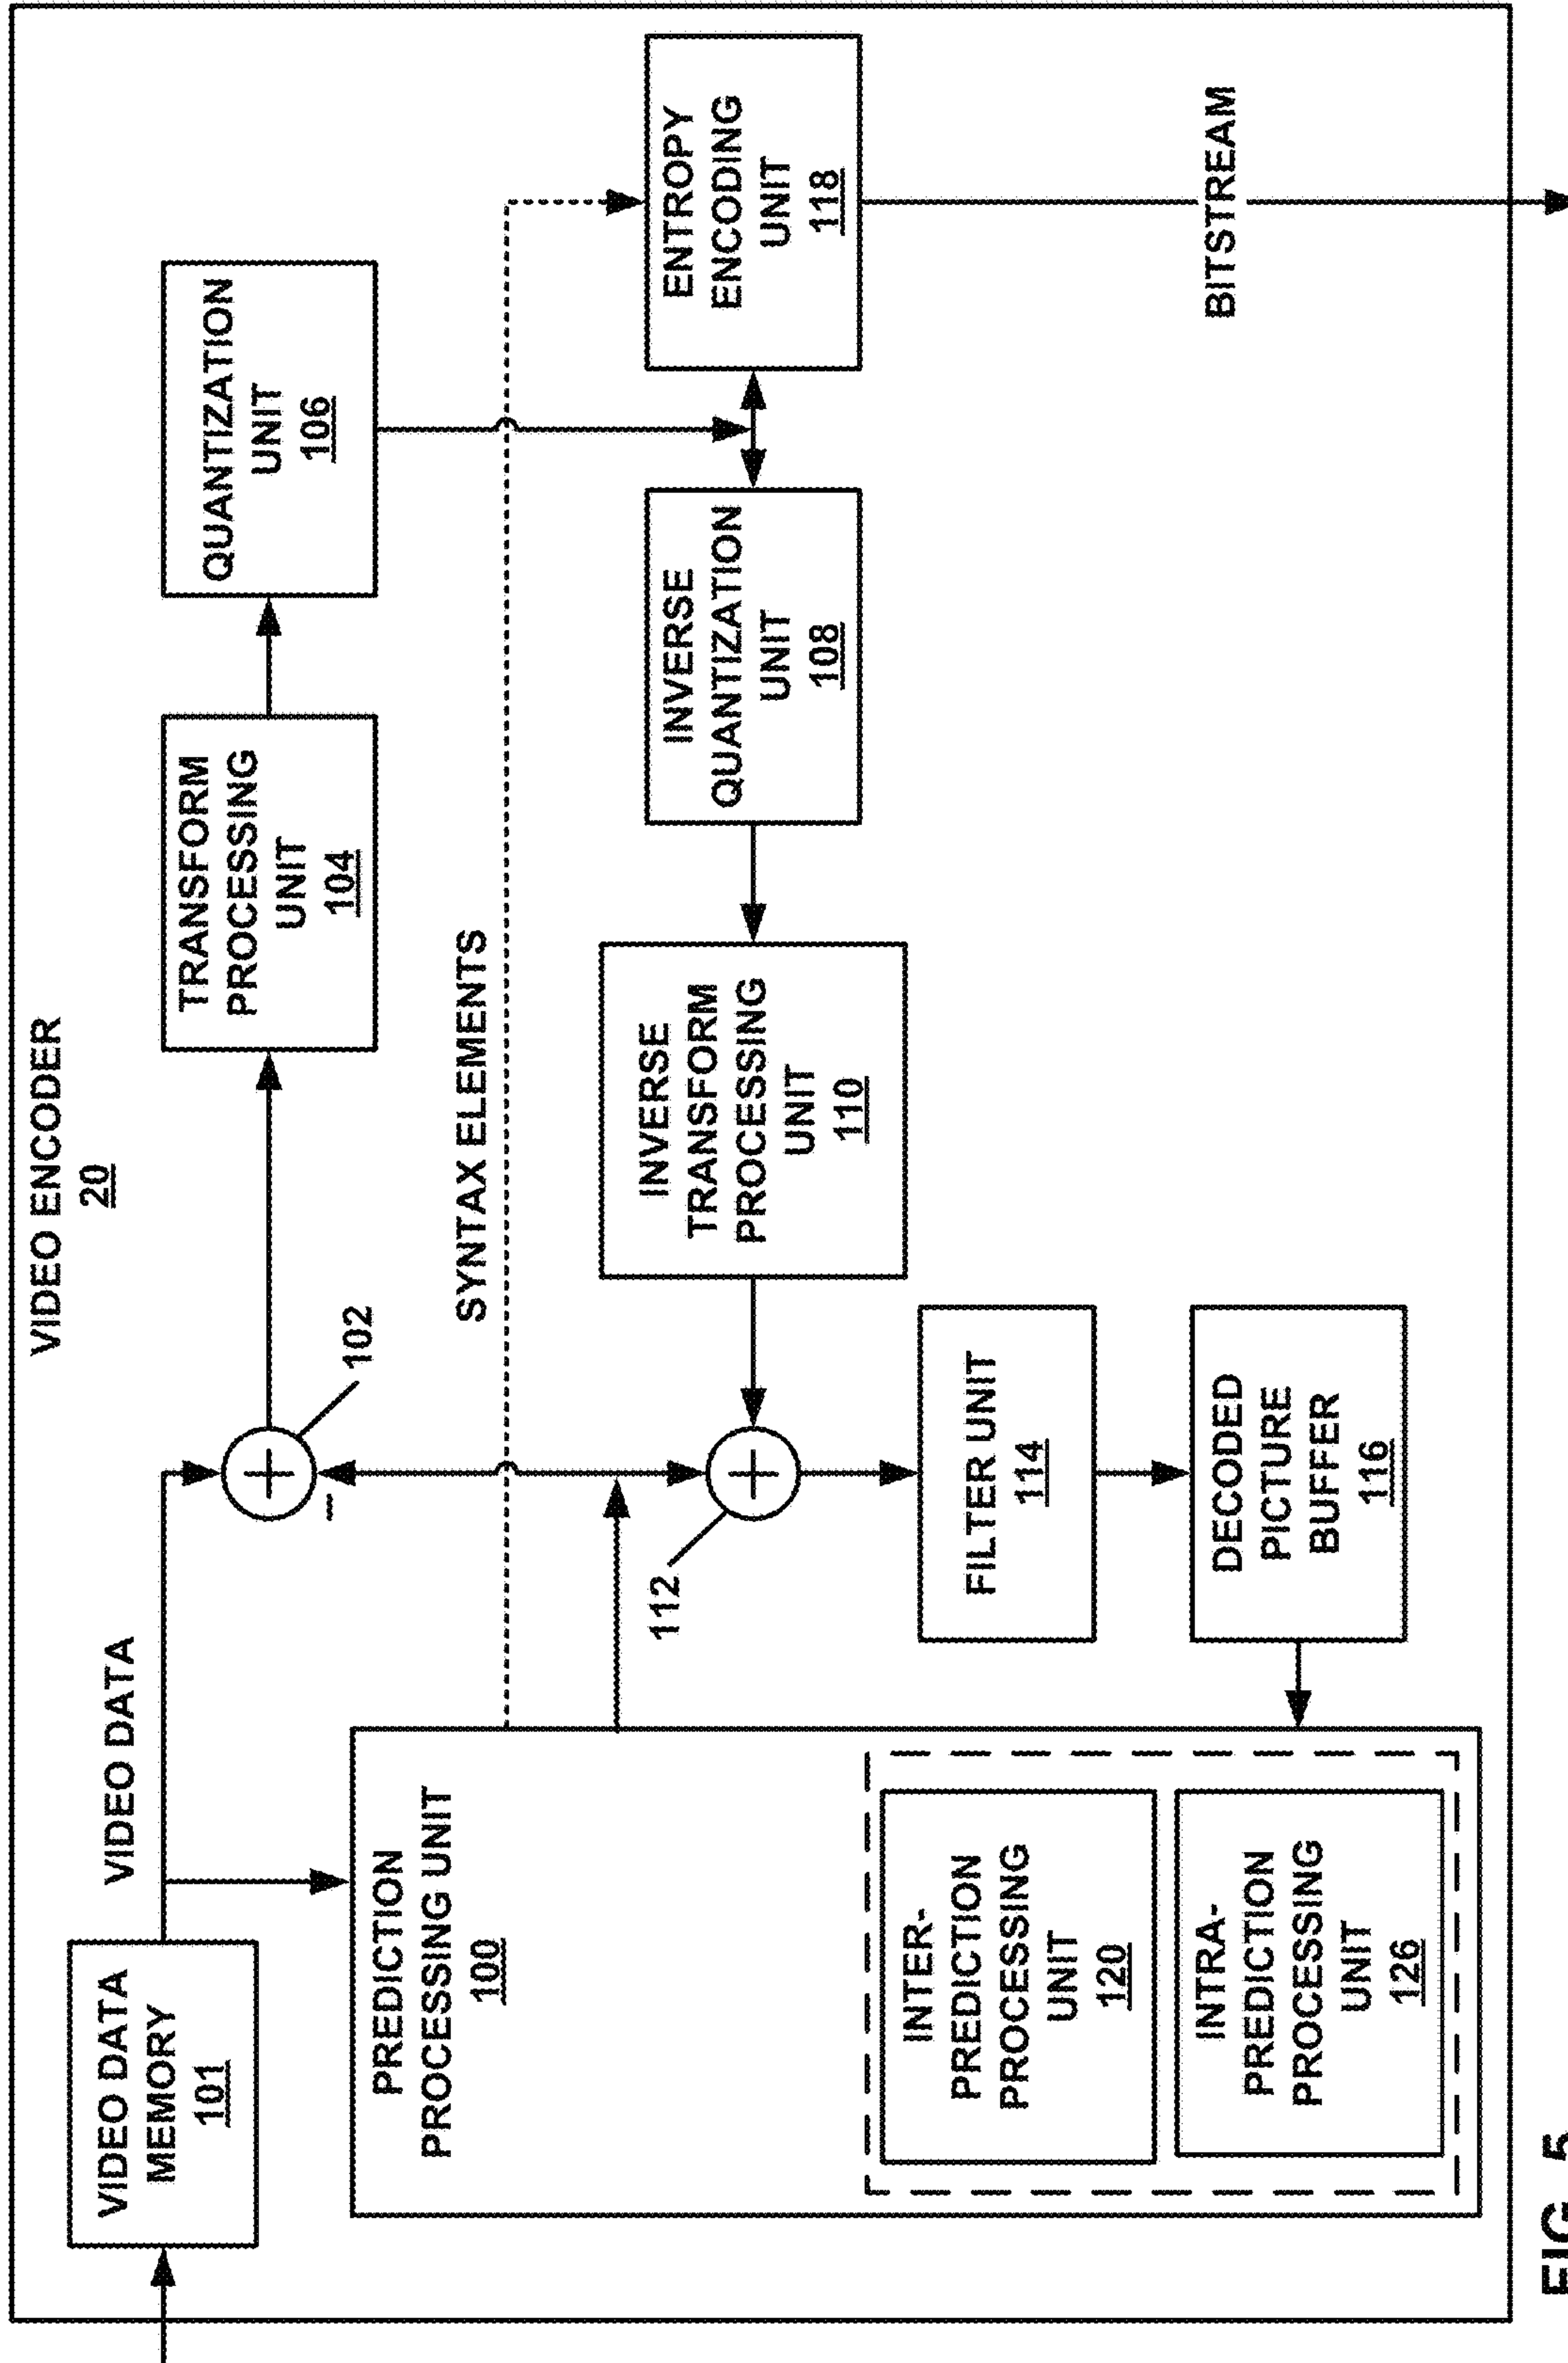 VIDEO ENCODER
20
VIDEO DATA
MEMORY
101
VIDEO DATA
102
TRANSFORM
PROCESSING
UNIT
104
QUANTIZATION
UNIT
106
PREDICTION
PROCESSING UNIT
100
SYNTAX ELEMENTS
112
INVERSE
TRANSFORM
PROCESSING
UNIT
110
INVERSE
QUANTIZATION
UNIT
108
ENTROPY
ENCODING
UNIT
118
INTER-
PREDICTION
PROCESSING
UNIT
120
INTRA-
PREDICTION
PROCESSING
UNIT
126
FILTER UNIT
114
DECODED
PICTURE
BUFFER
116
BITSTREAM
FIG. 5